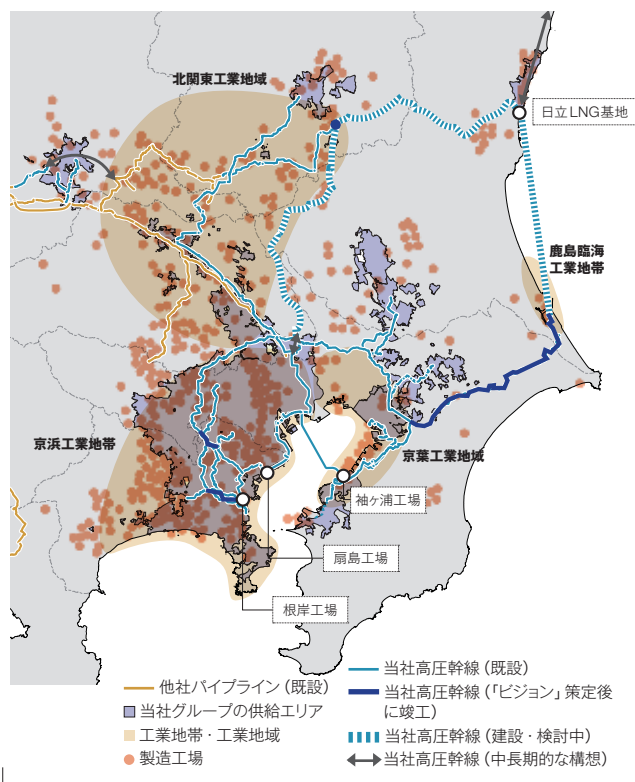 北関東工業地域
日立LNG基地
鹿島臨海
工業地帯
京浜工業地帯
京葉工業地域
袖ヶ浦工場
扇島工場
根岸工場
他社パイプライン（既設）
当社グループの供給エリア
工業地帯・工業地域
製造工場
当社高圧幹線（既設）
当社高圧幹線（「ビジョン」策定後
に竣工）
当社高圧幹線（建設・検討中）
当社高圧幹線（中長期的な構想）